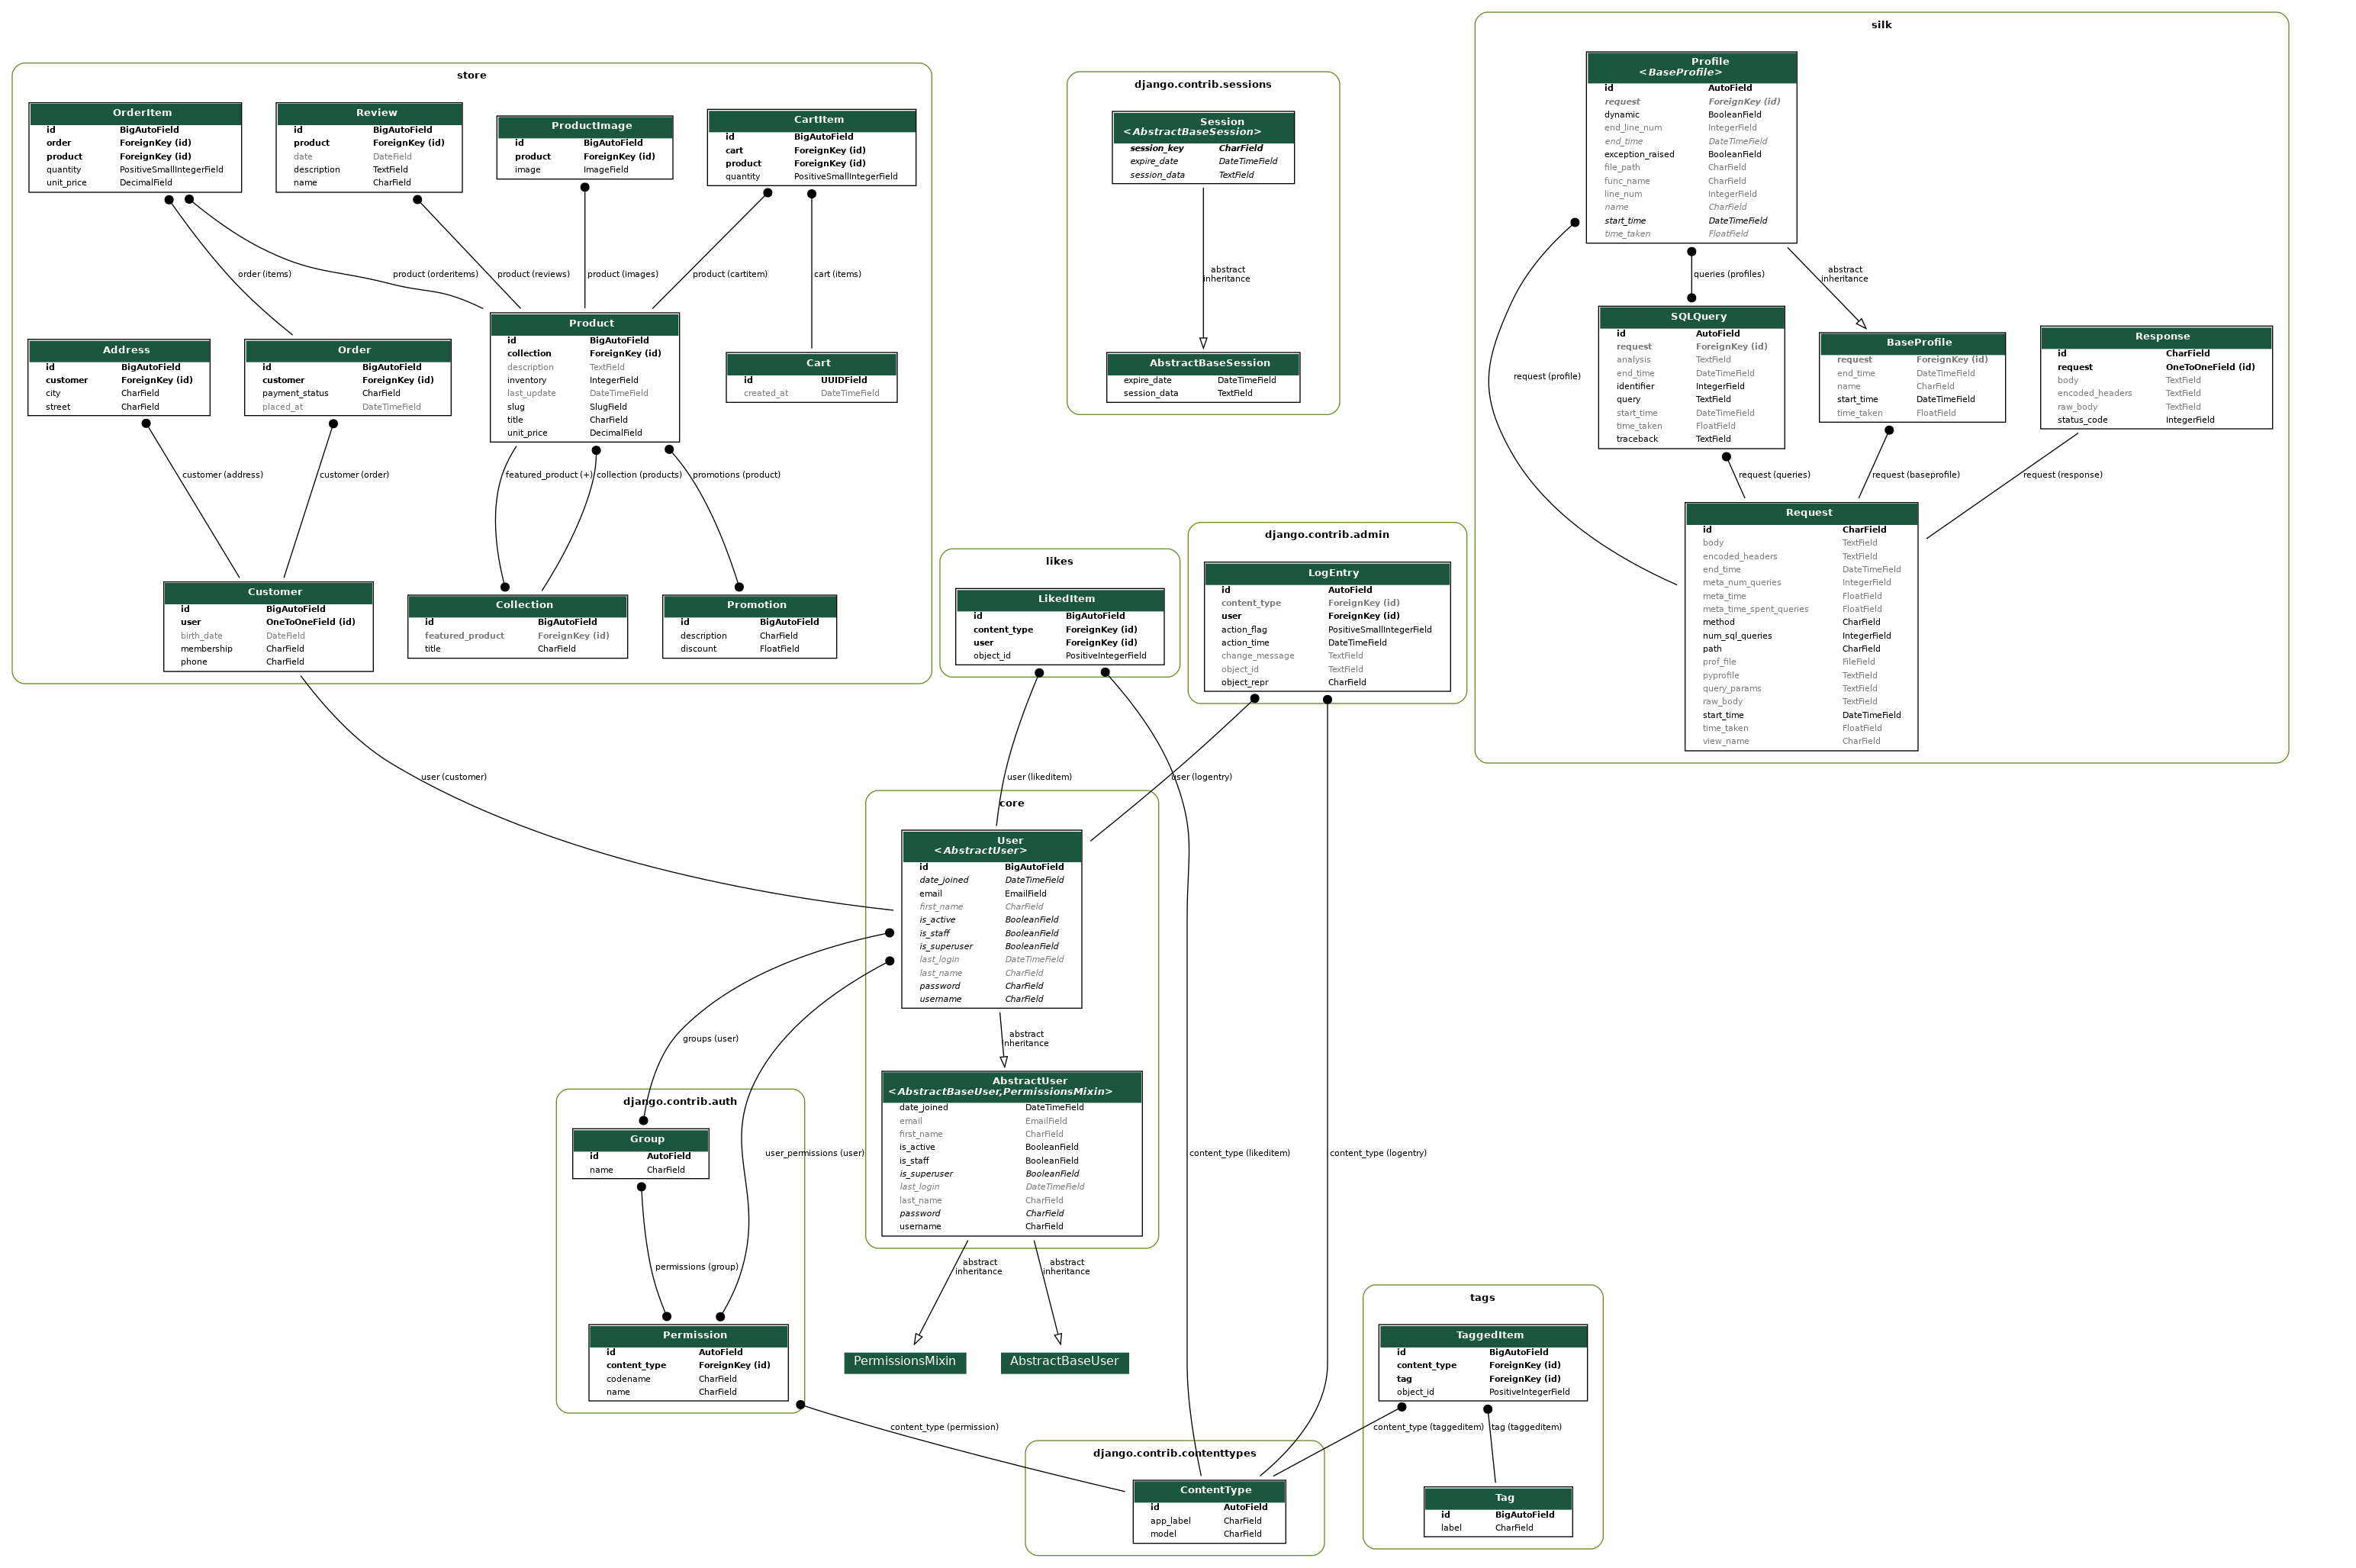 store
OrderItem
id BigAutoField
order ForeignKey (id)
product ForeignKey (id)
quantity PositiveSmallIntegerField
unit_price DecimalField
Review
id BigAutoField
product ForeignKey (id)
date DateField
description TextField
name CharField
ProductImage
id BigAutoField
product ForeignKey (id)
image ImageField
CartItem
id BigAutoField
cart ForeignKey (id)
product ForeignKey (id)
quantity PositiveSmallIntegerField
order (items)
product (orderitems)
product (reviews)
product (images)
product (cartitem)
cart (items)
Address
id BigAutoField
customer ForeignKey (id)
city CharField
street CharField
Order
id BigAutoField
customer ForeignKey (id)
payment_status CharField
placed_at DateTimeField
Product
id BigAutoField
collection ForeignKey (id)
description TextField
inventory IntegerField
last_update DateTimeField
slug SlugField
title CharField
unit_price DecimalField
Cart
id UUIDField
created_at DateTimeField
customer (address)
customer (order)
featured_product (+)
collection (products)
promotions (product)
Customer
id BigAutoField
user OneToOneField (id)
birth_date DateField
membership CharField
phone CharField
Collection
id BigAutoField
featured_product ForeignKey (id)
title CharField
Promotion
id BigAutoField
description CharField
discount FloatField
django.contrib.sessions
Session
<AbstractBaseSession>
session_key CharField
expire_date DateTimeField
session_data TextField
abstract
inheritance
AbstractBaseSession
expire_date DateTimeField
session_data TextField
silk
Profile
<BaseProfile>
id AutoField
request ForeignKey (id)
dynamic BooleanField
end_line_num IntegerField
end_time DateTimeField
exception_raised BooleanField
file_path CharField
func_name CharField
line_num IntegerField
name CharField
start_time DateTimeField
time_taken FloatField
queries (profiles)
abstract
inheritance
request (profile)
SQLQuery
id AutoField
request ForeignKey (id)
analysis TextField
end_time DateTimeField
identifier IntegerField
query TextField
start_time DateTimeField
time_taken FloatField
traceback TextField
BaseProfile
request ForeignKey (id)
end_time DateTimeField
name CharField
start_time DateTimeField
time_taken FloatField
Response
id CharField
request OneToOneField (id)
body TextField
encoded_headers TextField
raw_body TextField
status_code IntegerField
request (queries)
request (baseprofile)
request (response)
Request
id CharField
body TextField
encoded_headers TextField
end_time DateTimeField
meta_num_queries IntegerField
meta_time FloatField
meta_time_spent_queries FloatField
method CharField
num_sql_queries IntegerField
path CharField
prof_file FileField
pyprofile TextField
query_params TextField
raw_body TextField
start_time DateTimeField
time_taken FloatField
view_name CharField
likes
LikedItem
id BigAutoField
content_type ForeignKey (id)
user ForeignKey (id)
object_id PositiveIntegerField
django.contrib.admin
LogEntry
id AutoField
content_type ForeignKey (id)
user ForeignKey (id)
action_flag PositiveSmallIntegerField
action_time DateTimeField
change_message TextField
object_id TextField
object_repr CharField
user (customer)
user (likeditem)
user (logentry)
core
User
<AbstractUser>
id BigAutoField
date_joined DateTimeField
email EmailField
first_name CharField
is_active BooleanField
is_staff BooleanField
is_superuser BooleanField
last_login DateTimeField
last_name CharField
password CharField
username CharField
groups (user)
abstract
inheritance
AbstractUser
<AbstractBaseUser,PermissionsMixin>
date_joined DateTimeField
email EmailField
first_name CharField
is_active BooleanField
is_staff BooleanField
is_superuser BooleanField
last_login DateTimeField
last_name CharField
password CharField
username CharField
django.contrib.auth
Group
id AutoField
name CharField
user_permissions (user)
content_type (likeditem)
content_type (logentry)
permissions (group)
abstract
inheritance
abstract
inheritance
Permission
id AutoField
content_type ForeignKey (id)
codename CharField
name CharField
PermissionsMixin
AbstractBaseUser
tags
TaggedItem
id BigAutoField
content_type ForeignKey (id)
tag ForeignKey (id)
object_id PositiveIntegerField
content_type (permission)
content_type (taggeditem)
tag (taggeditem)
django.contrib.contenttypes
ContentType
id AutoField
app_label CharField
model CharField
Tag
id BigAutoField
label CharField